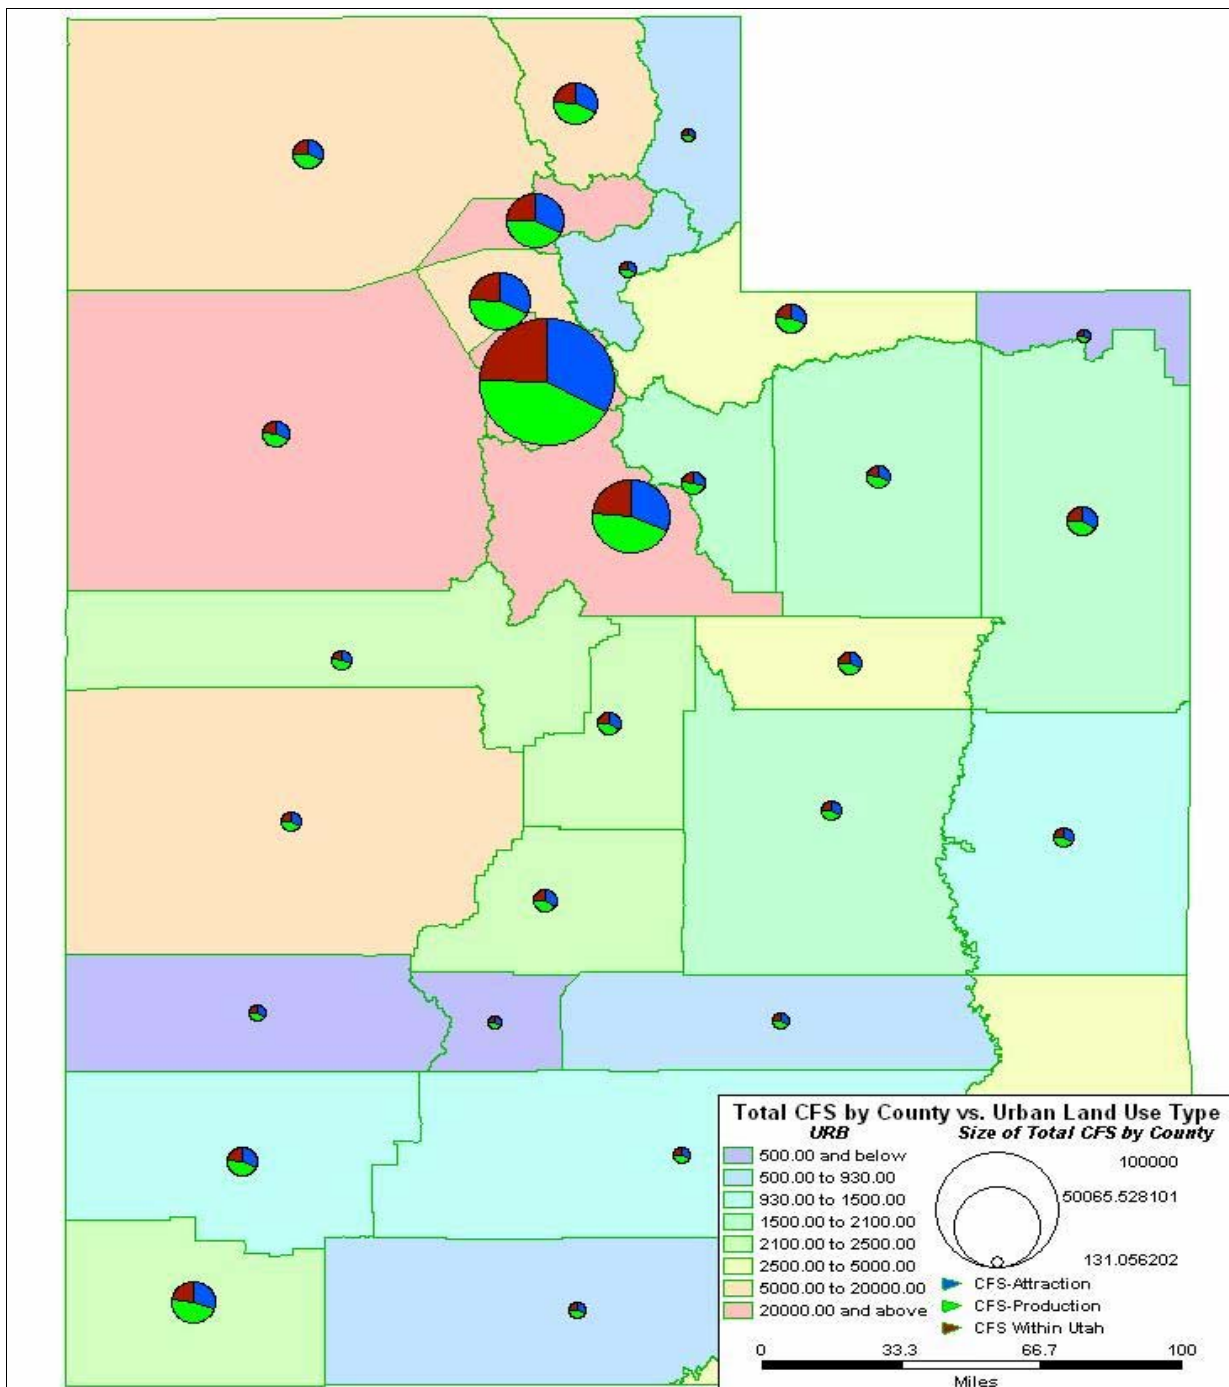 Total CFS by County vs. Urban Land Use Type
URB
Size of Total CFS by County
500.00 and below
500.00 to 930.00
930.00 to 1500.00
1500.00 to 2100.00
2100.00 to 2500.00
2500.00 to 5000.00
5000.00 to 20000.00
20000.00 and above
100000
50065.528101
131.056202
CFS-Attraction
CFS-Production
CFS Within Utah
0 33.3 66.7 100
Miles